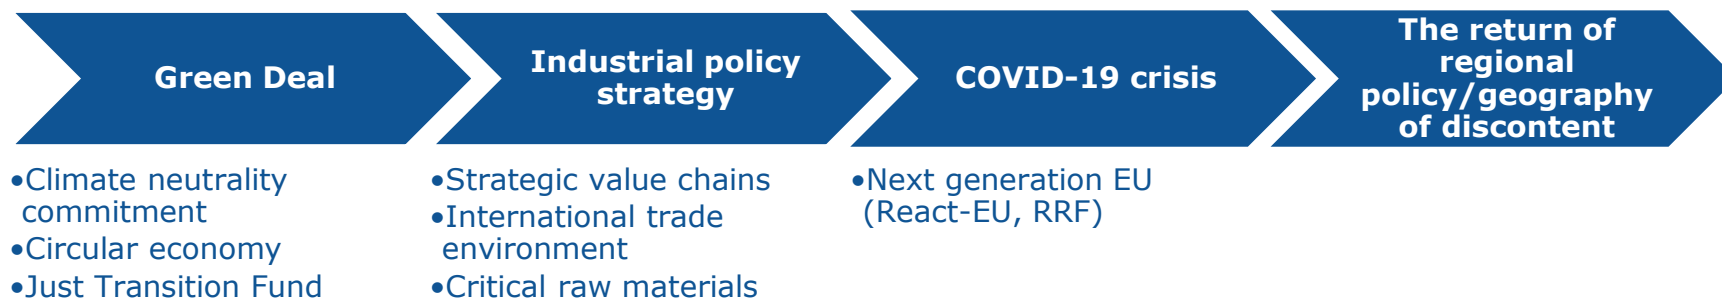 Green Deal
•Climate neutrality
commitment
•Circular economy
•Just Transition Fund
Industrial policy
strategy
•Strategic value chains
•International trade
environment
•Critical raw materials
COVID-19 crisis
•Next generation EU
(React-EU, RRF)
The return of
regional
policy/geography
of discontent